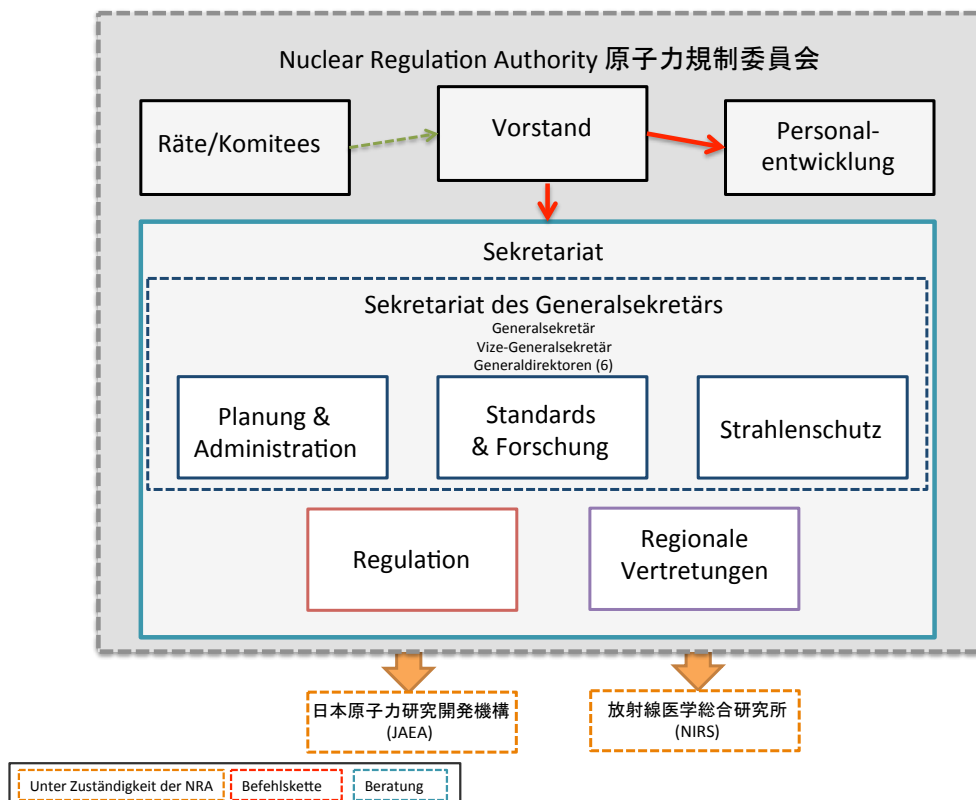 Nuclear Regulation Authority 原子力規制委員会
Räte/Komitees
Vorstand
Personal-
entwicklung
Sekretariat
Sekretariat des Generalsekretärs
Generalsekretär
Vize-Generalsekretär
Generaldirektoren (6)
Planung &
Administration
Standards
& Forschung
Strahlenschutz
Regulation
Regionale
Vertretungen
日本原子力研究開発機構
(JAEA)
放射線医学総合研究所
(NIRS)
Unter Zuständigkeit der NRA
Befehlskette
Beratung